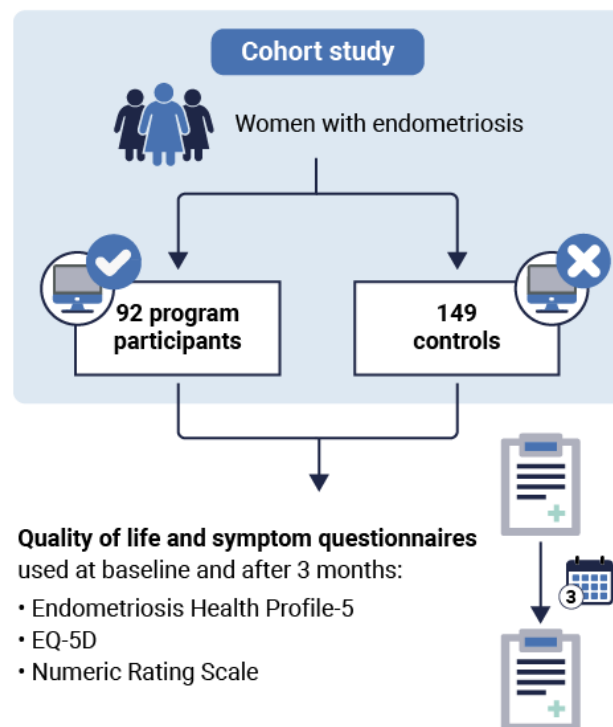 Cohort study
Women with endometriosis
92 program
participants
149
controls
Quality of life and symptom questionnaires
used at baseline and after 3 months:
• Endometriosis Health Profile-5
• EQ-5D
• Numeric Rating Scale
3